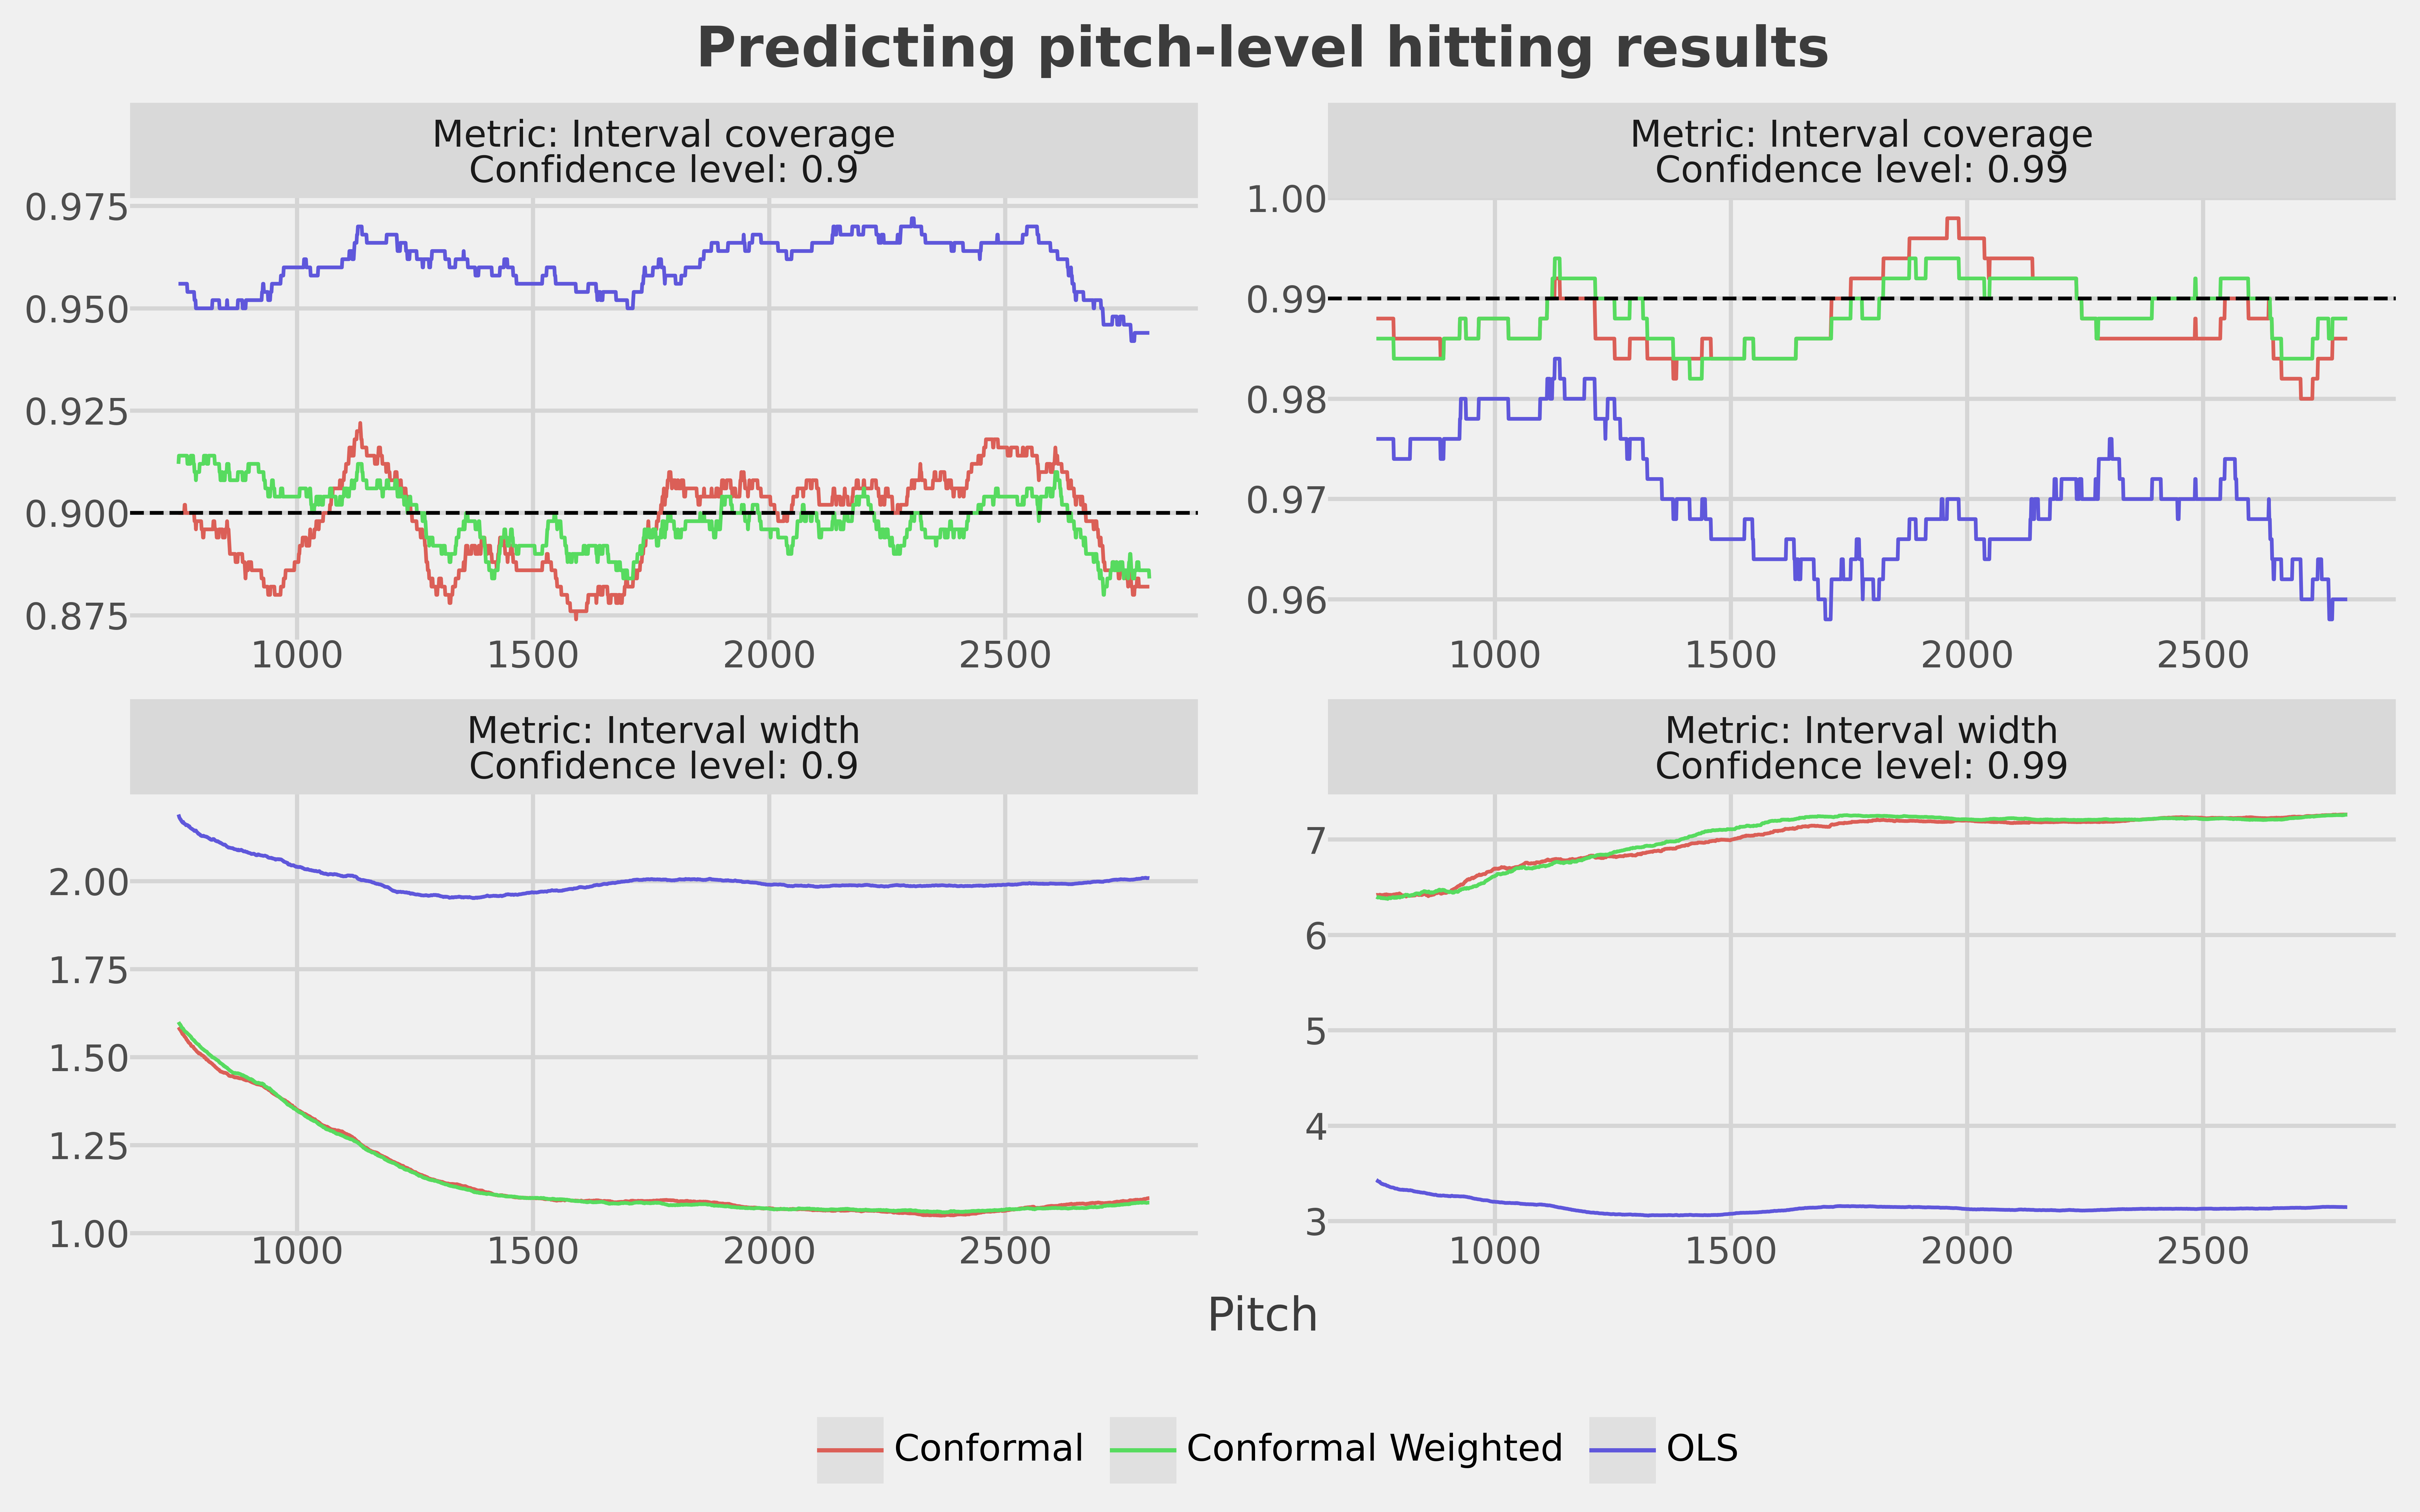 Predicting pitch-level hitting results
Metric: Interval coverage
Confidence level: 0.9
0.975
0.950
0.925
0.900
0.875
1000 1500 2000 2500
Metric: Interval coverage
Confidence level: 0.99
1.00
0.99
0.98
0.97
0.96
1000 1500 2000 2500
Metric: Interval width
Confidence level: 0.9
2.00
1.75
1.50
1.25
1.00
1000 1500 2000 2500
Metric: Interval width
Confidence level: 0.99
7
6
5
4
3
1000 1500 2000 2500
Pitch
Conformal Conformal Weighted OLS